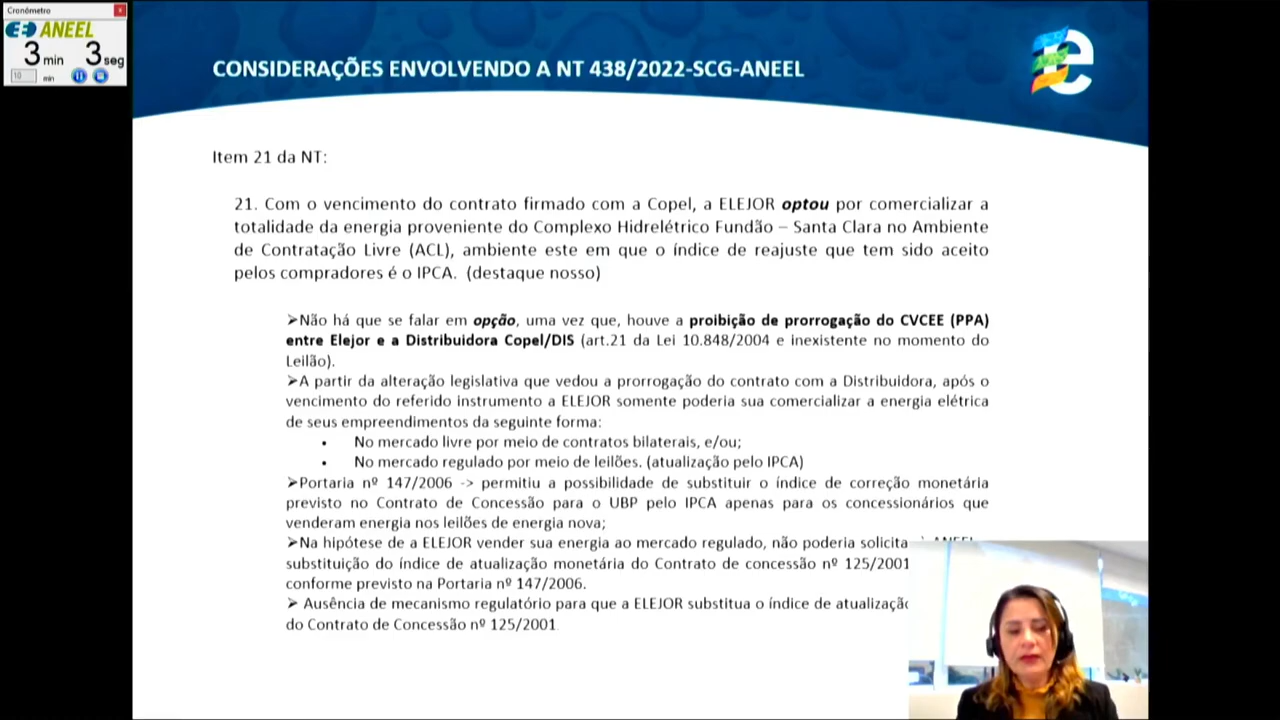 Cronômetro
ANEEL
3 min 3 seg
10 min
CONSIDERAÇÕES ENVOLVENDO A NT 438/2022-SCG-ANEEL
Item 21 da NT:
21. Com o vencimento do contrato firmado com a Copel, a ELEJOR optou por comercializar a
totalidade da energia proveniente do Complexo Hidrelétrico Fundão – Santa Clara no Ambiente
de Contratação Livre (ACL), ambiente este em que o índice de reajuste que tem sido aceito
pelos compradores é o IPCA. (destaque nosso)
➢Não há que se falar em opção, uma vez que, houve a proibição de prorrogação do CVCEE (PPA)
entre Elejor e a Distribuidora Copel/DIS (art.21 da Lei 10.848/2004 e inexistente no momento do
Leilão).
➢A partir da alteração legislativa que vedou a prorrogação do contrato com a Distribuidora, após o
vencimento do referido instrumento a ELEJOR somente poderia sua comercializar a energia elétrica
de seus empreendimentos da seguinte forma:
• No mercado livre por meio de contratos bilaterais, e/ou;
• No mercado regulado por meio de leilões. (atualização pelo IPCA)
➢Portaria nº 147/2006 -> permitiu a possibilidade de substituir o índice de correção monetária
previsto no Contrato de Concessão para o UBP pelo IPCA apenas para os concessionários que
venderam energia nos leilões de energia nova;
➢Na hipótese de a ELEJOR vender sua energia ao mercado regulado, não poderia solicita
substituição do índice de atualização monetária do Contrato de concessão nº 125/2001
conforme previsto na Portaria nº 147/2006.
➢ Ausência de mecanismo regulatório para que a ELEJOR substitua o índice de atualizaçã
do Contrato de Concessão nº 125/2001